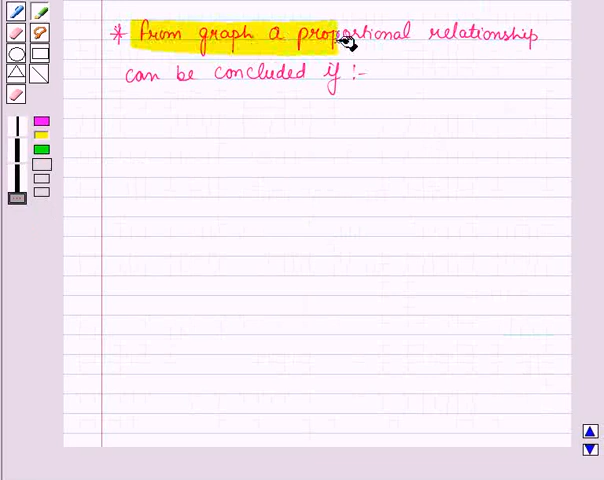 * From graph a proportional relationship
can be concluded if :-